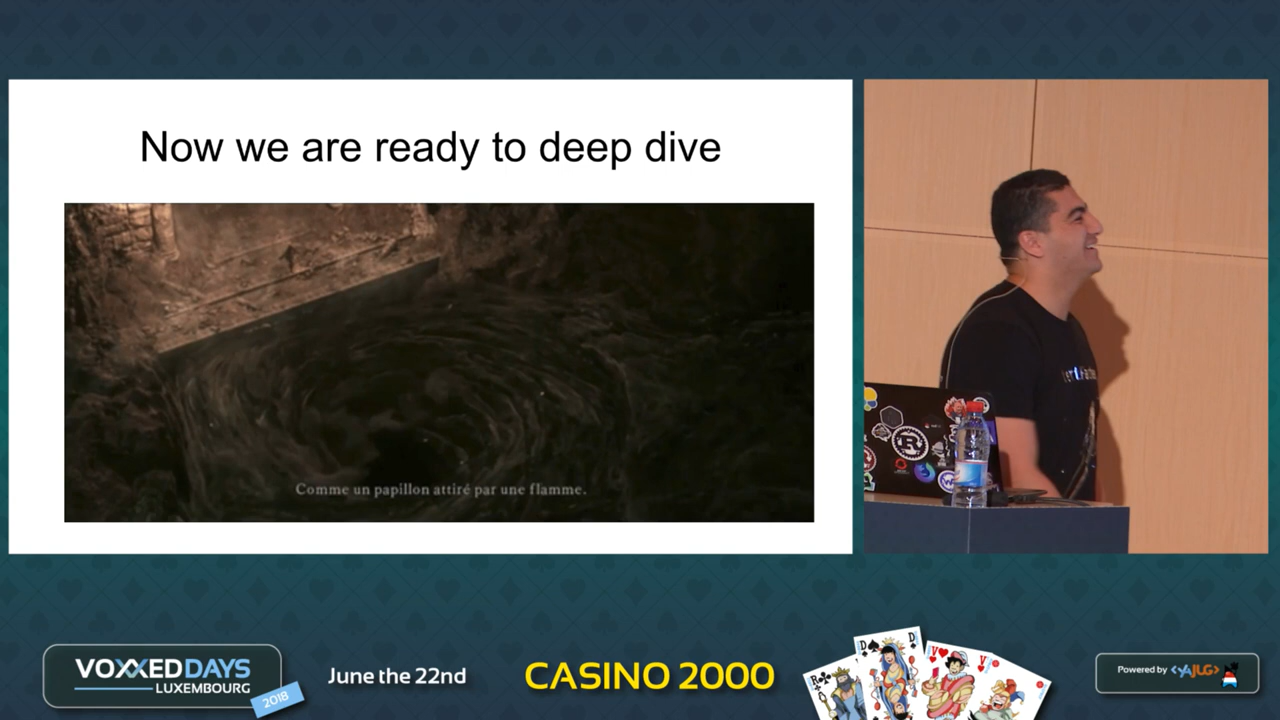 Now we are ready to deep dive
Comme un papillon attiré par une flamme.
R
VOXXEDDAYS
LUXEMBOURG
2018
June the 22nd
CASINO 2000
R
D
D
V
V
Powered by <YAJUG>